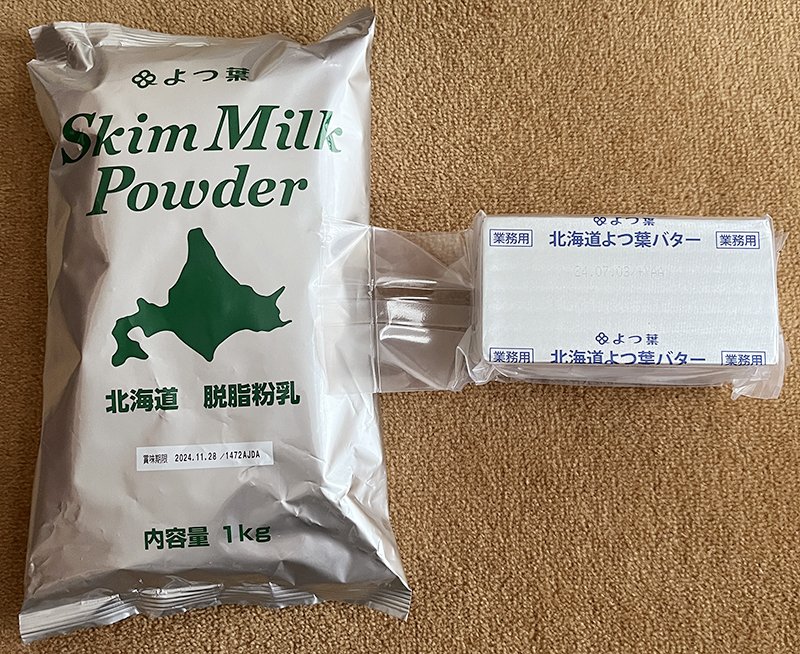 よつ葉
Skim Milk
Powder
北海道 脱脂粉乳
賞味期限 2024.11.28 /1472AJDA
内容量 1kg
よつ葉
業務用 北海道よつ葉バター 業務用
よつ葉
業務用 北海道よつ葉バター 業務用